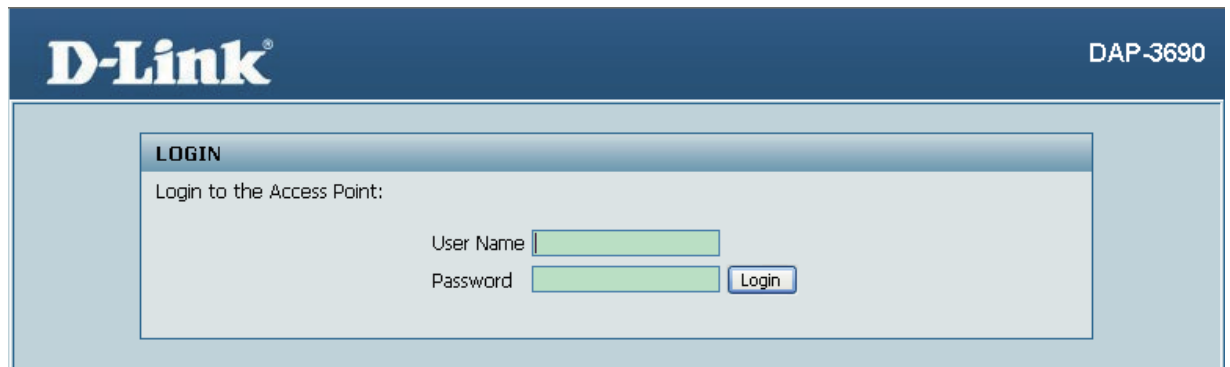 D-Link®
DAP-3690
LOGIN
Login to the Access Point:
User Name
Password
Login